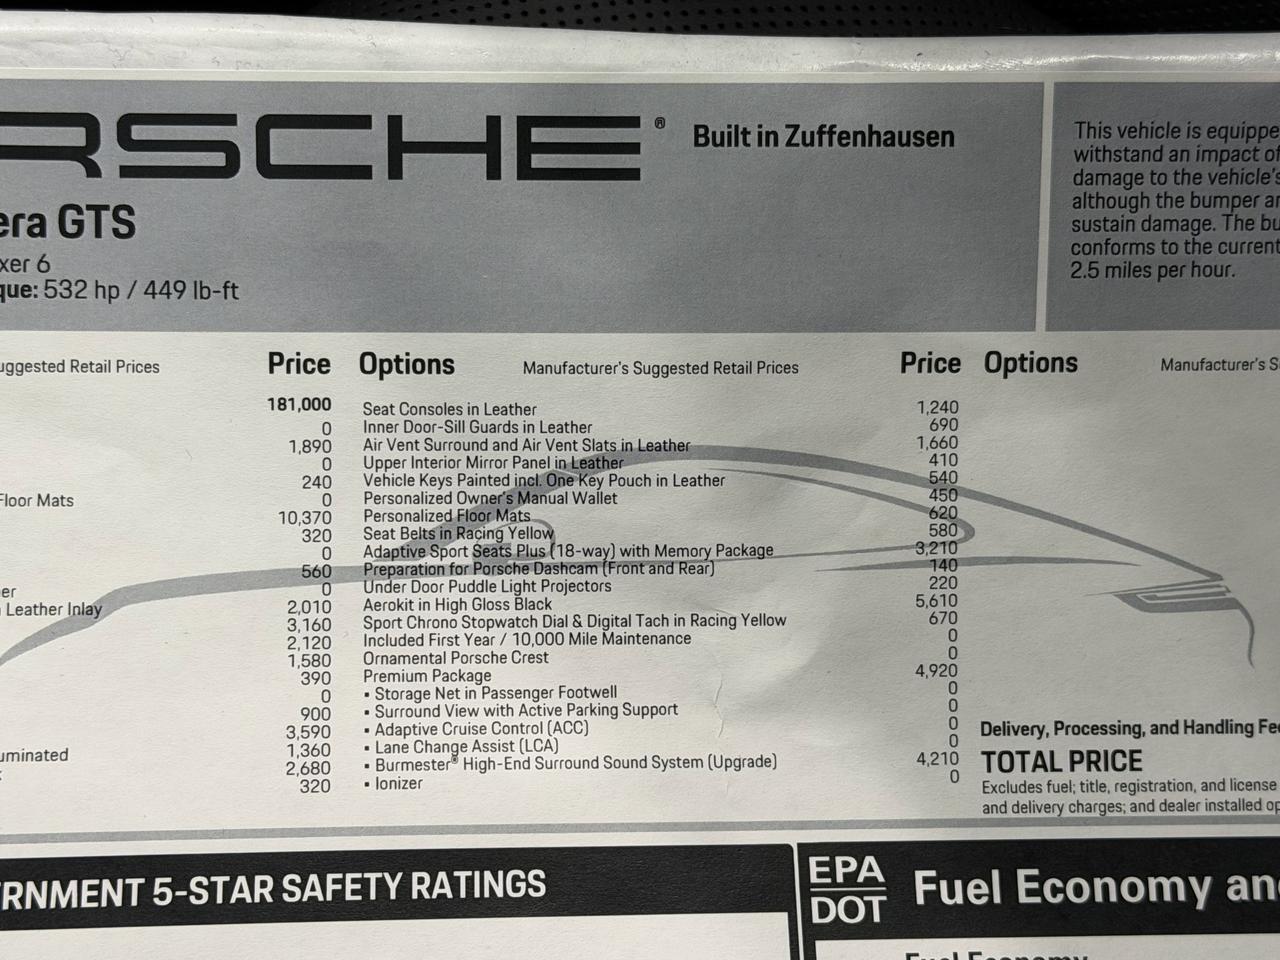 RSCHE® Built in Zuffenhausen
era GTS
xer 6
que: 532 hp / 449 lb-ft
This vehicle is equippe
withstand an impact of
damage to the vehicle's
although the bumper an
sustain damage. The bu
conforms to the current
2.5 miles per hour.
uggested Retail Prices Price
181,000
0
1,890
0
240
Floor Mats 0
10,370
320
0
560
er 0
Leather Inlay 2,010
3,160
2,120
1,580
390
0
900
3,590
uminated 1,360
2,680
320
Options Manufacturer's Suggested Retail Prices Price
Seat Consoles in Leather 1,240
Inner Door-Sill Guards in Leather 690
Air Vent Surround and Air Vent Slats in Leather 1,660
Upper Interior Mirror Panel in Leather 410
Vehicle Keys Painted incl. One Key Pouch in Leather 540
Personalized Owner's Manual Wallet 450
Personalized Floor Mats 620
Seat Belts in Racing Yellow 580
Adaptive Sport Seats Plus (18-way) with Memory Package 3,210
Preparation for Porsche Dashcam (Front and Rear) 140
Under Door Puddle Light Projectors 220
Aerokit in High Gloss Black 5,610
Sport Chrono Stopwatch Dial & Digital Tach in Racing Yellow 670
Included First Year / 10,000 Mile Maintenance 0
Ornamental Porsche Crest 0
Premium Package 4,920
▪ Storage Net in Passenger Footwell 0
▪ Surround View with Active Parking Support 0
▪ Adaptive Cruise Control (ACC) 0
▪ Lane Change Assist (LCA) 0
▪ Burmester® High-End Surround Sound System (Upgrade) 4,210
▪ Ionizer 0
Options Manufacturer's S
Delivery, Processing, and Handling Fee
TOTAL PRICE
Excludes fuel; title, registration, and license
and delivery charges; and dealer installed op
ERNMENT 5-STAR SAFETY RATINGS
EPA
DOT
Fuel Economy and
Fuel Economy